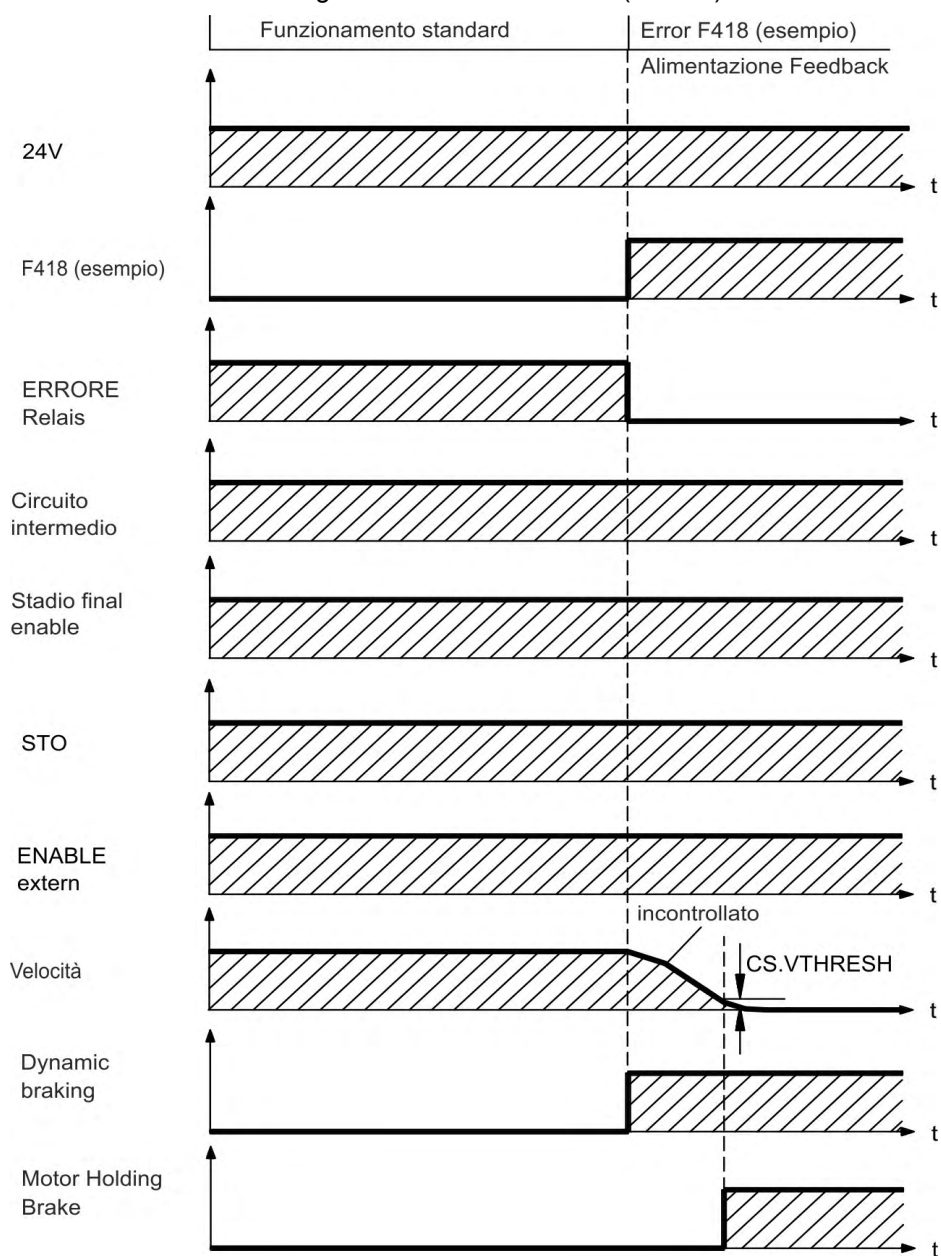 Funzionamento standard
Error F418 (esempio)
Alimentazione Feedback
24V
t
F418 (esempio)
t
ERRORE
Relais
t
Circuito
intermedio
t
Stadio final
enable
t
STO
t
ENABLE
extern
t
incontrollato
Velocità
CS.VTHRESH
t
Dynamic
braking
t
Motor Holding
Brake
t